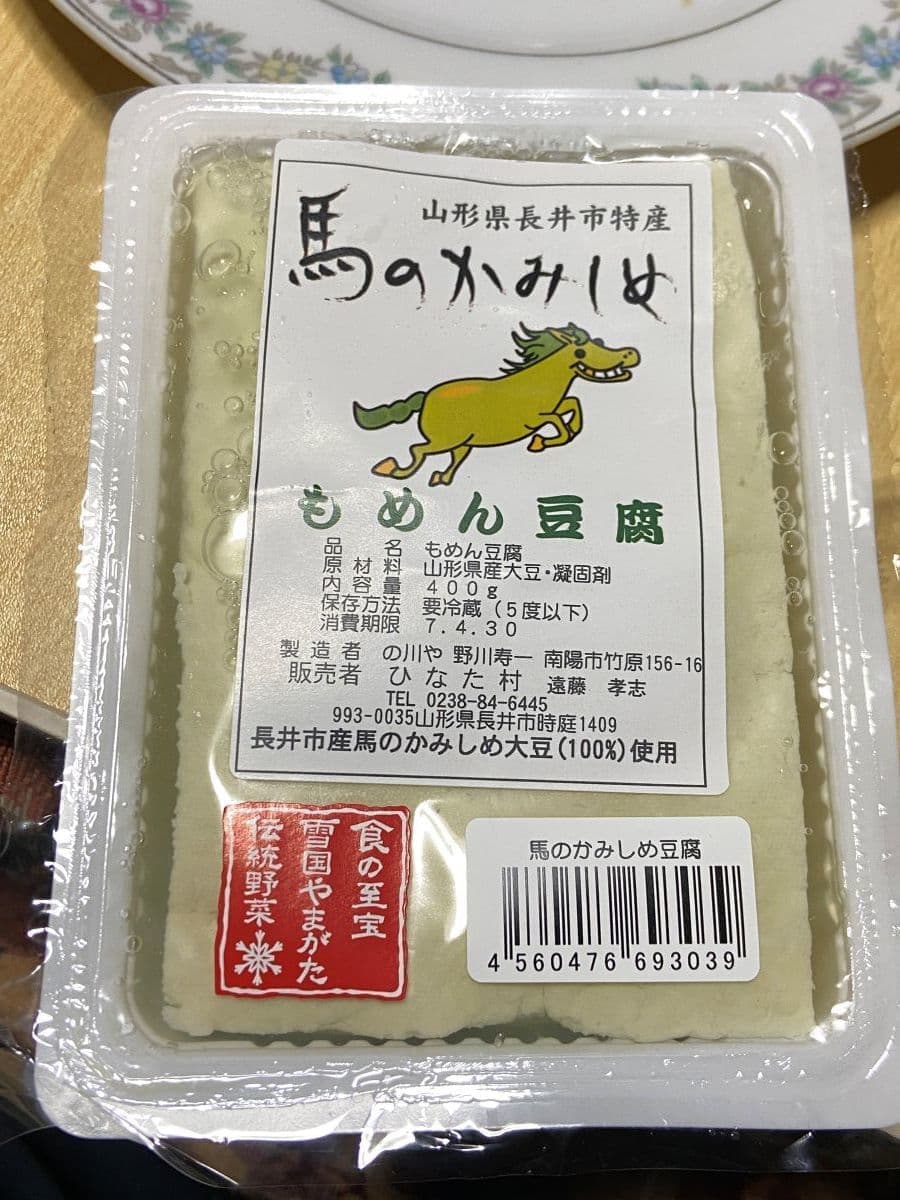 山形県長井市特産
馬のかみしめ
もめん豆腐
品名 もめん豆腐
原材料 山形県産大豆・凝固剤
内容量 400g
保存方法 要冷蔵(5度以下)
消費期限 7.4.30
製造者 の川や 野川寿一 南陽市竹原156-16
販売者 ひなた村 遠藤 孝志
TEL 0238-84-6445
993-0035山形県長井市時庭1409
長井市産馬のかみしめ大豆(100%)使用
食の至宝
雪国やまがた
伝統野菜
馬のかみしめ豆腐
4 560476 693039